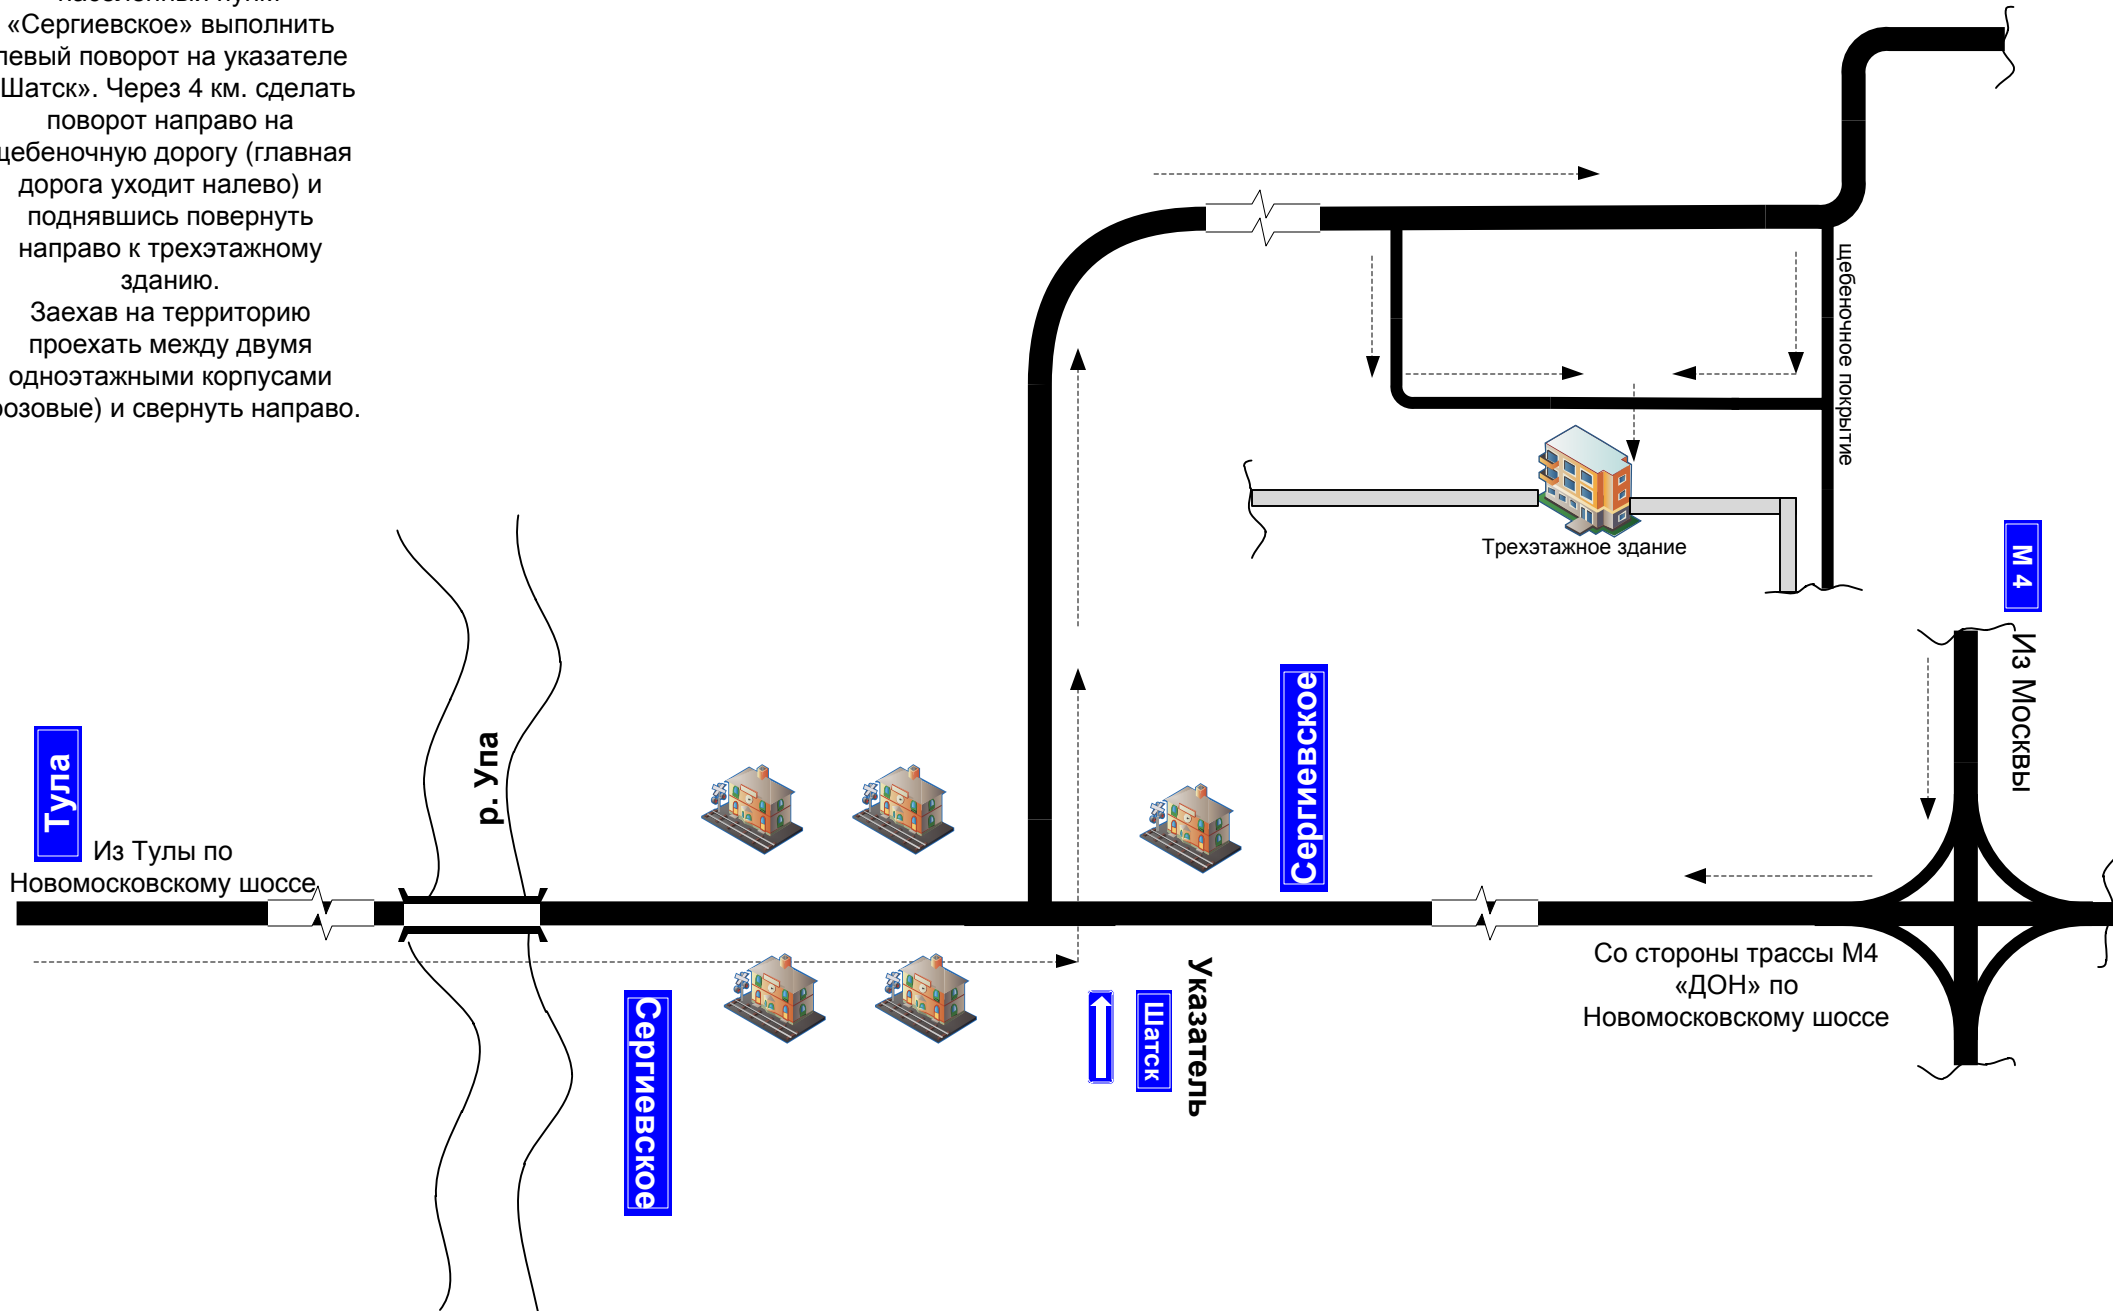 «Сергиевское» выполнить
левый поворот на указателе
Шатск». Через 4 км. сделать
поворот направо на
щебеночную дорогу (главная
дорога уходит налево) и
поднявшись повернуть
направо к трехэтажному
зданию.
Заехав на территорию
проехать между двумя
одноэтажными корпусами
розовые) и свернуть направо.
щебеночное покрытие
Трехэтажное здание
М 4
Из Москвы
Сергиевское
Тула
р. Упа
Из Тулы по
Новомосковскому шоссе
Со стороны трассы М4
«ДОН» по
Новомосковскому шоссе
Указатель
Шатск
Сергиевское